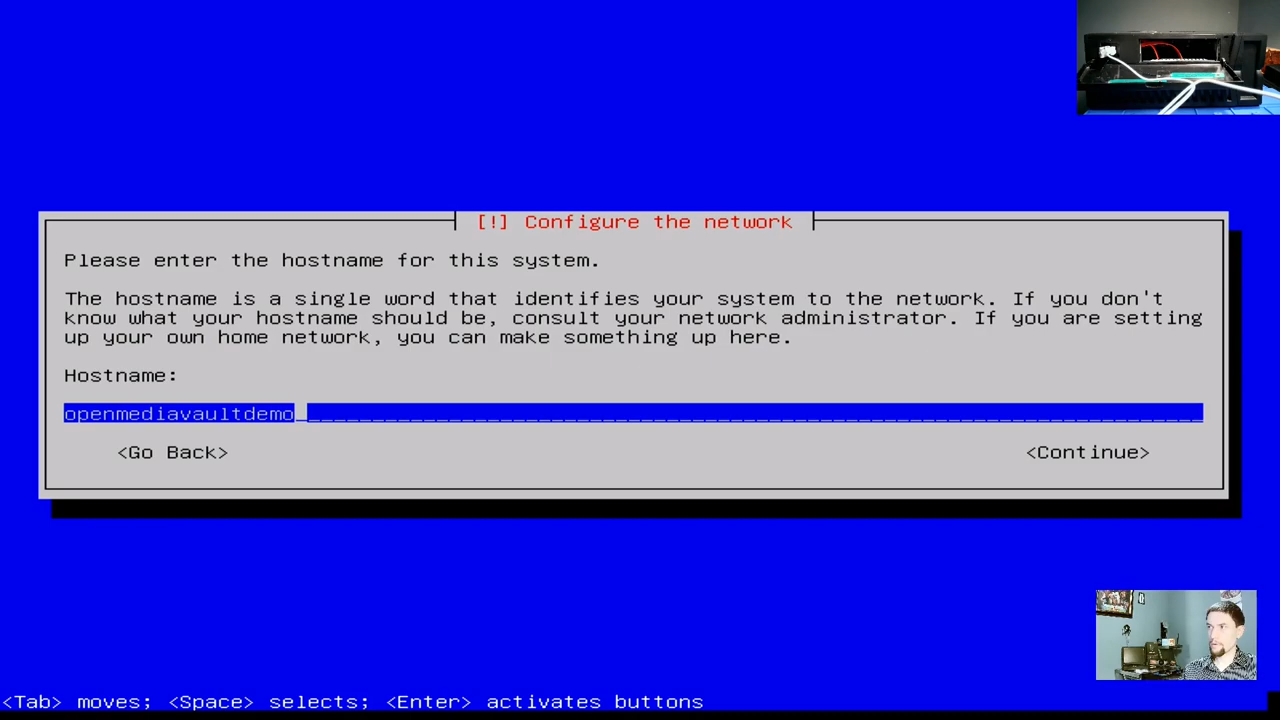 [!] Configure the network
Please enter the hostname for this system.
The hostname is a single word that identifies your system to the network. If you don't
know what your hostname should be, consult your network administrator. If you are setting
up your own home network, you can make something up here.
Hostname:
openmediavaultdemo
<Go Back>
<Continue>
<Tab> moves; <Space> selects; <Enter> activates buttons